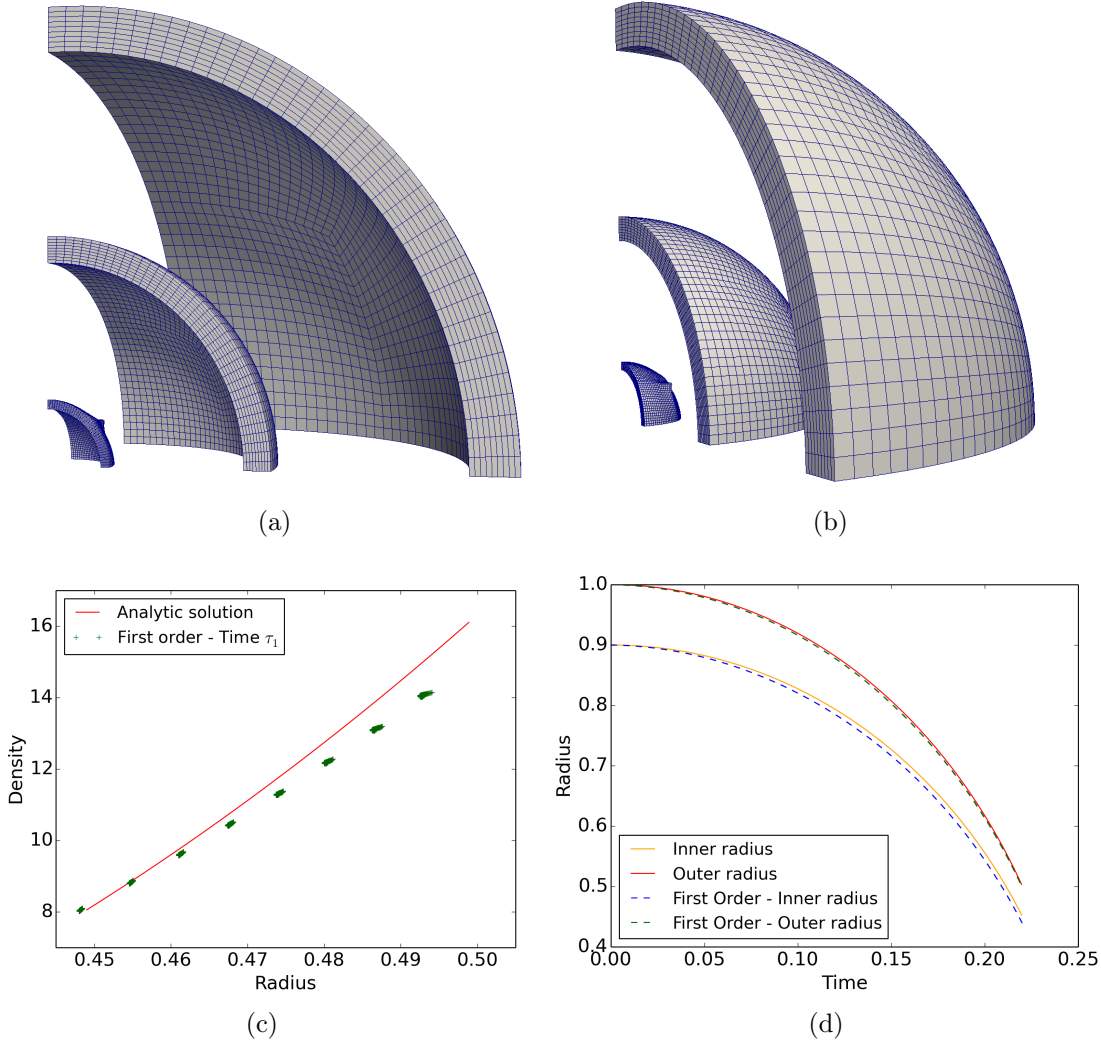 (a)
(b)
Analytic solution
First order - Time τ1
16
14
12
10
8
Density
0.45
0.46
0.47
0.48
0.49
0.50
Radius
(c)
1.0
0.9
0.8
0.7
0.6
0.5
0.4
Radius
Inner radius
Outer radius
First Order - Inner radius
First Order - Outer radius
0.00
0.05
0.10
0.15
0.20
0.25
Time
(d)